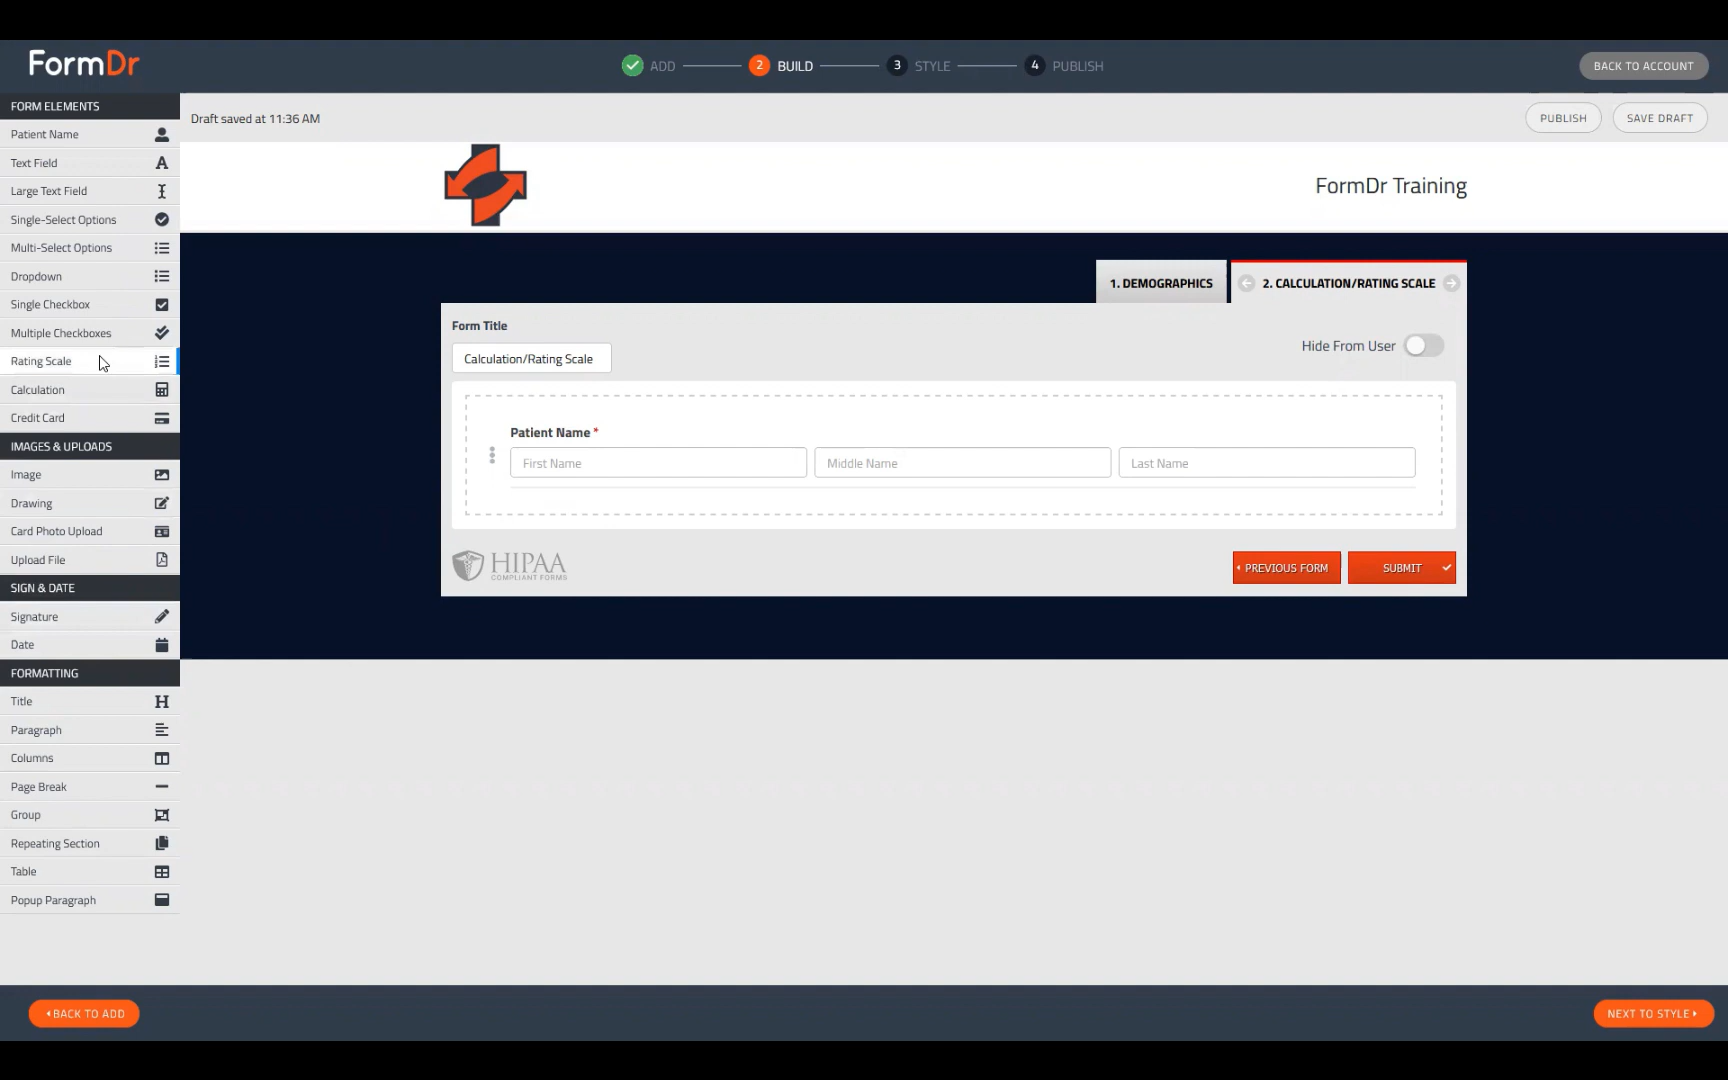 FormDr
ADD
2 BUILD
3 STYLE
4 PUBLISH
BACK TO ACCOUNT
FORM ELEMENTS
Patient Name
Text Field
Large Text Field
Single-Select Options
Multi-Select Options
Dropdown
Single Checkbox
Multiple Checkboxes
Rating Scale
Calculation
Credit Card
IMAGES & UPLOADS
Image
Drawing
Card Photo Upload
Upload File
SIGN & DATE
Signature
Date
FORMATTING
Title
Paragraph
Columns
Page Break
Group
Repeating Section
Table
Popup Paragraph
Draft saved at 11:36 AM
PUBLISH
SAVE DRAFT
FormDr Training
1. DEMOGRAPHICS
2. CALCULATION/RATING SCALE
Form Title
Calculation/Rating Scale
Hide From User
Patient Name *
First Name
Middle Name
Last Name
HIPAA
COMPLIANT FORMS
PREVIOUS FORM
SUBMIT
BACK TO ADD
NEXT TO STYLE